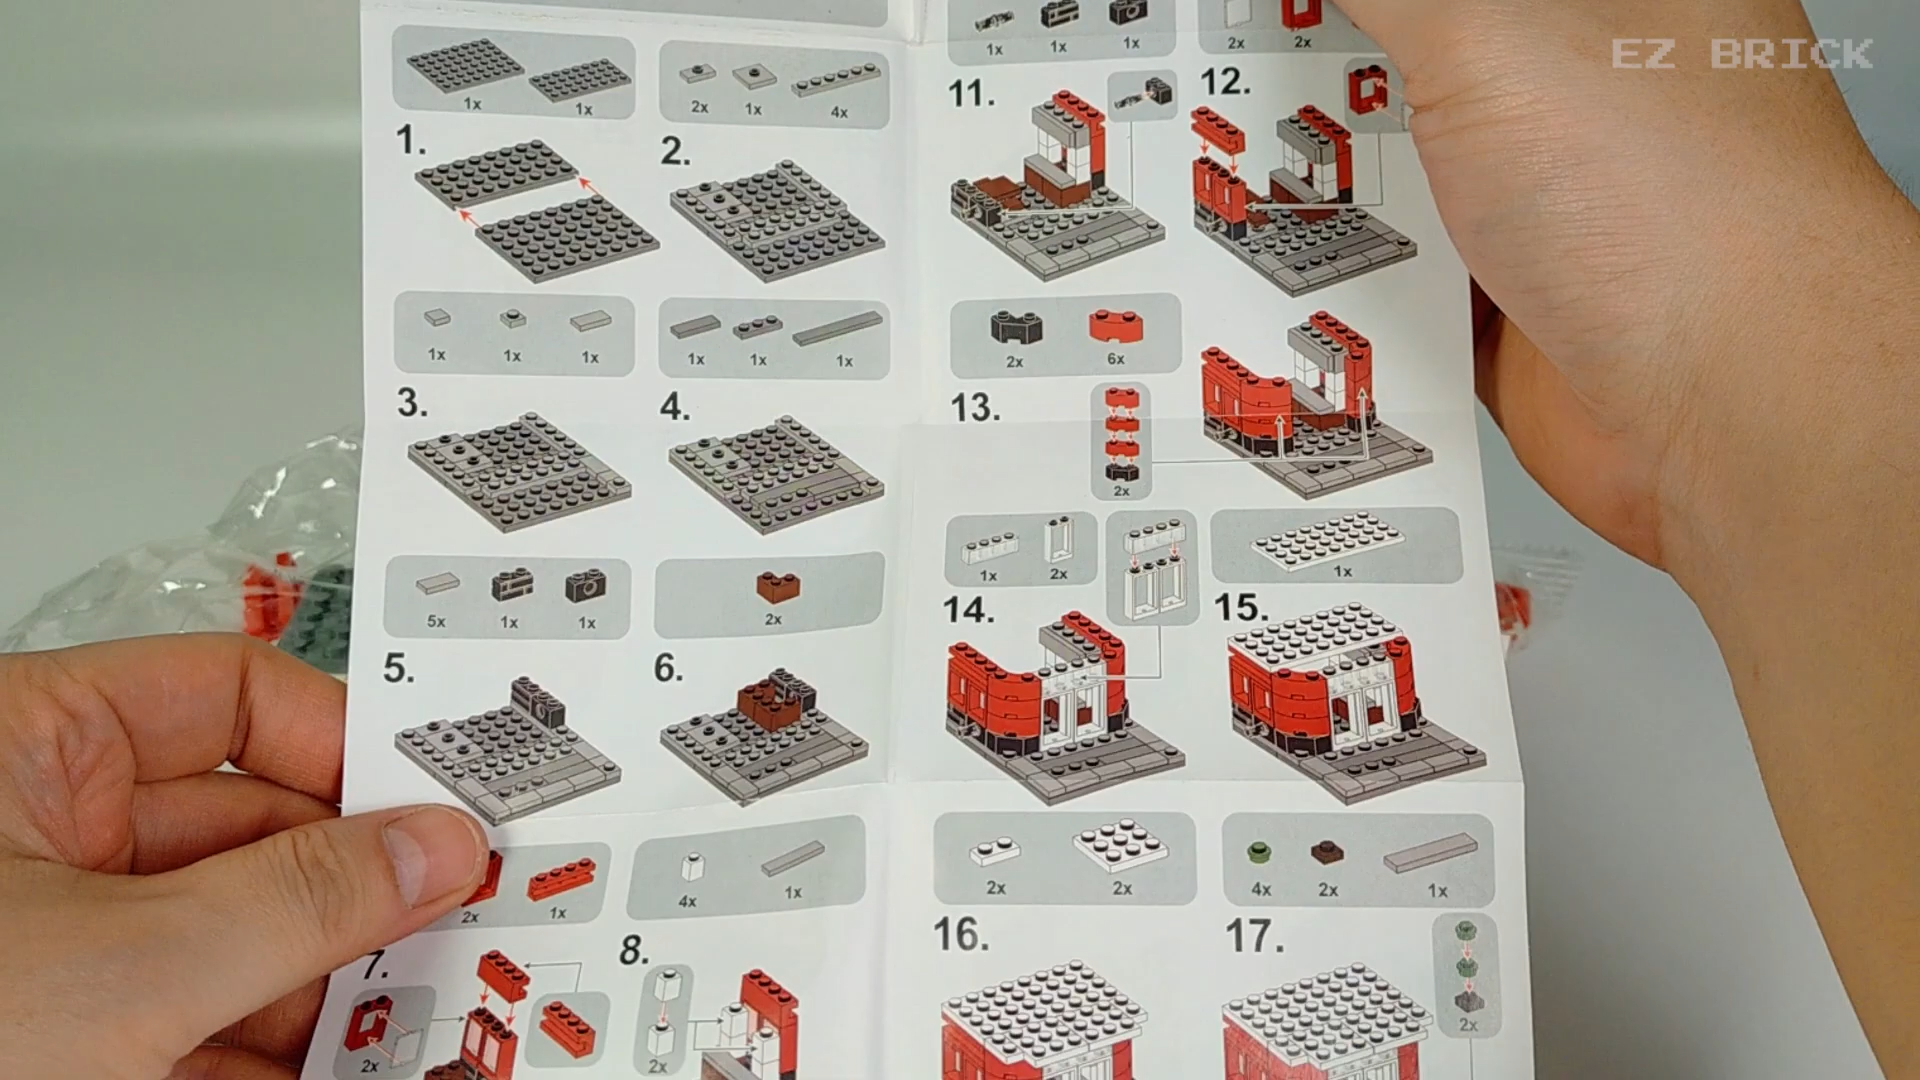 EZ BRICK
1x 1x
2x 1x 4x
1.
2.
1x 1x 1x
1x 1x 1x
3.
4.
5x 1x 1x
2x
5.
6.
2x 1x
4x 1x
7.
2x
8.
2x
1x 1x 1x
2x 2x
11.
12.
2x 6x
13.
2x
1x 2x
1x
14.
15.
2x 2x
4x 2x 1x
16.
17.
2x